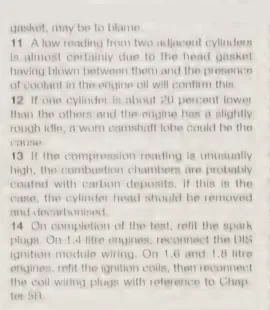 gasket, may be to blame.
11 A low reading from two adjacent cylinders
is almost certainly due to the head gasket
having blown between them and the presence
of coolant in the engine oil will confirm this.
12 If one cylinder is about 20 percent lower
than the others and the engine has a slightly
rough idle, a worn camshaft lobe could be the
cause.
13 If the compression reading is unusually
high, the combustion chambers are probably
coated with carbon deposits. If this is the
case, the cylinder head should be removed
and decarbonised.
14 On completion of the test, refit the spark
plugs. On 1.4 litre engines, reconnect the DIS
ignition module wiring. On 1.6 and 1.8 litre
engines, refit the ignition coils, then reconnect
the coil wiring plugs with reference to Chap-
ter 5B.